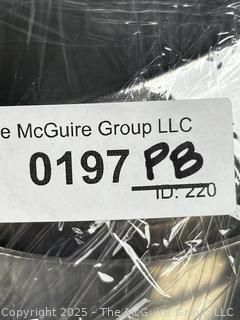 e McGuire Group LLC
0197 PB
ID: 220
Copyright 2025 - The McGuire Group LLC